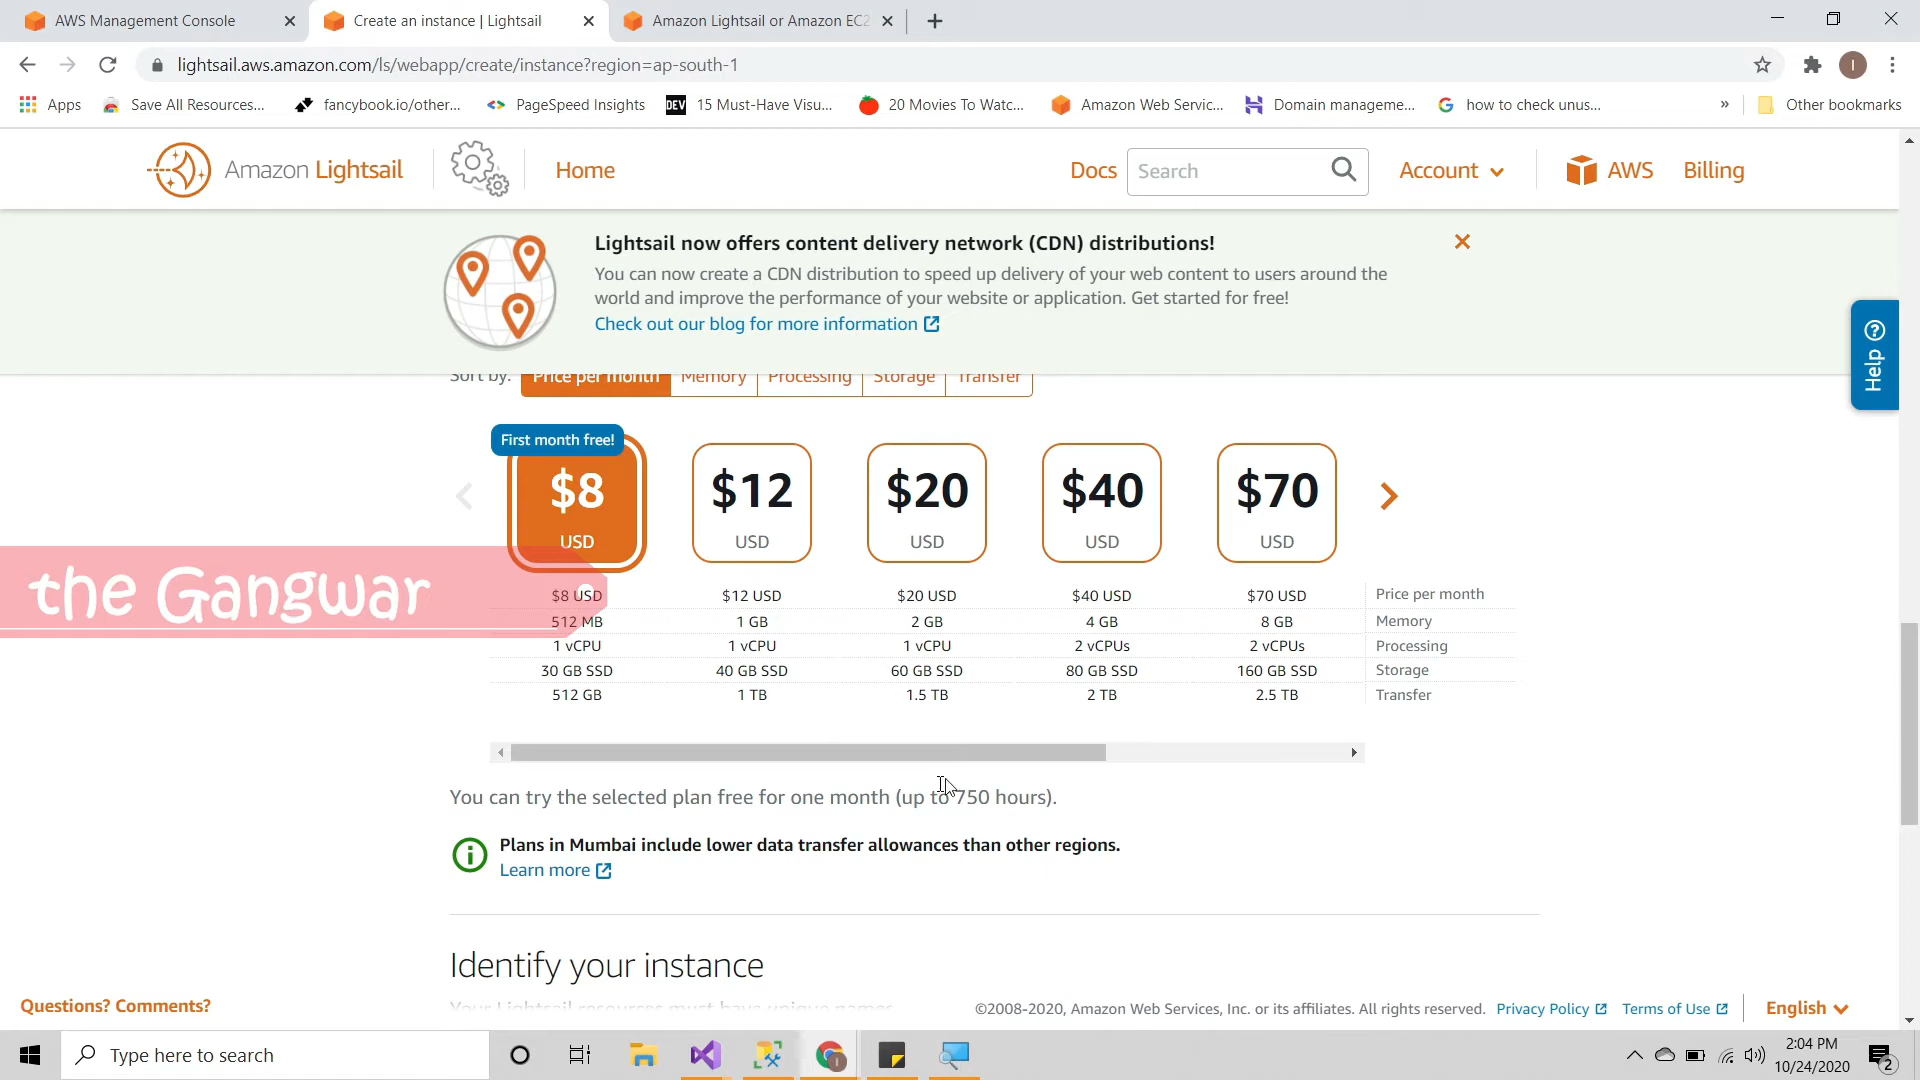 AWS Management Console
Create an instance | Lightsail
Amazon Lightsail or Amazon EC2
lightsail.aws.amazon.com/ls/webapp/create/instance?region=ap-south-1
Apps
Save All Resources...
fancybook.io/other...
PageSpeed Insights
DEV
15 Must-Have Visu...
20 Movies To Watc...
Amazon Web Servic...
Domain manageme...
how to check unus...
»
Other bookmarks
Amazon Lightsail
Home
Docs
Search
Account
AWS
Billing
Lightsail now offers content delivery network (CDN) distributions!
You can now create a CDN distribution to speed up delivery of your web content to users around the
world and improve the performance of your website or application. Get started for free!
Check out our blog for more information
Help
Sort by:
Price per month
Memory
Processing
Storage
Transfer
First month free!
$8
USD
$12
USD
$20
USD
$40
USD
$70
USD
the Gangwar
$8 USD
$12 USD
$20 USD
$40 USD
$70 USD
Price per month
512 MB
1 GB
2 GB
4 GB
8 GB
Memory
1 vCPU
1 vCPU
1 vCPU
2 vCPUs
2 vCPUs
Processing
30 GB SSD
40 GB SSD
60 GB SSD
80 GB SSD
160 GB SSD
Storage
512 GB
1 TB
1.5 TB
2 TB
2.5 TB
Transfer
You can try the selected plan free for one month (up to 750 hours).
Plans in Mumbai include lower data transfer allowances than other regions.
Learn more
Identify your instance
Your Lightsail resources must have unique names.
Questions? Comments?
©2008-2020, Amazon Web Services, Inc. or its affiliates. All rights reserved.
Privacy Policy
Terms of Use
English
Type here to search
2:04 PM
10/24/2020
2